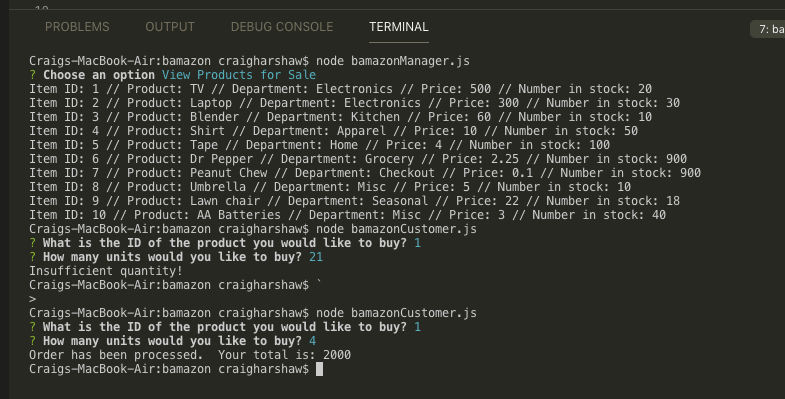 PROBLEMS OUTPUT DEBUG CONSOLE TERMINAL 7: ba
Craigs-MacBook-Air:bamazon craigharshaw$ node bamazonManager.js
? Choose an option View Products for Sale
Item ID: 1 // Product: TV // Department: Electronics // Price: 500 // Number in stock: 20
Item ID: 2 // Product: Laptop // Department: Electronics // Price: 300 // Number in stock: 30
Item ID: 3 // Product: Blender // Department: Kitchen // Price: 60 // Number in stock: 10
Item ID: 4 // Product: Shirt // Department: Apparel // Price: 10 // Number in stock: 50
Item ID: 5 // Product: Tape // Department: Home // Price: 4 // Number in stock: 100
Item ID: 6 // Product: Dr Pepper // Department: Grocery // Price: 2.25 // Number in stock: 900
Item ID: 7 // Product: Peanut Chew // Department: Checkout // Price: 0.1 // Number in stock: 900
Item ID: 8 // Product: Umbrella // Department: Misc // Price: 5 // Number in stock: 10
Item ID: 9 // Product: Lawn chair // Department: Seasonal // Price: 22 // Number in stock: 18
Item ID: 10 // Product: AA Batteries // Department: Misc // Price: 3 // Number in stock: 40
Craigs-MacBook-Air:bamazon craigharshaw$ node bamazonCustomer.js
? What is the ID of the product you would like to buy? 1
? How many units would you like to buy? 21
Insufficient quantity!
Craigs-MacBook-Air:bamazon craigharshaw$ `
>
Craigs-MacBook-Air:bamazon craigharshaw$ node bamazonCustomer.js
? What is the ID of the product you would like to buy? 1
? How many units would you like to buy? 4
Order has been processed.  Your total is: 2000
Craigs-MacBook-Air:bamazon craigharshaw$